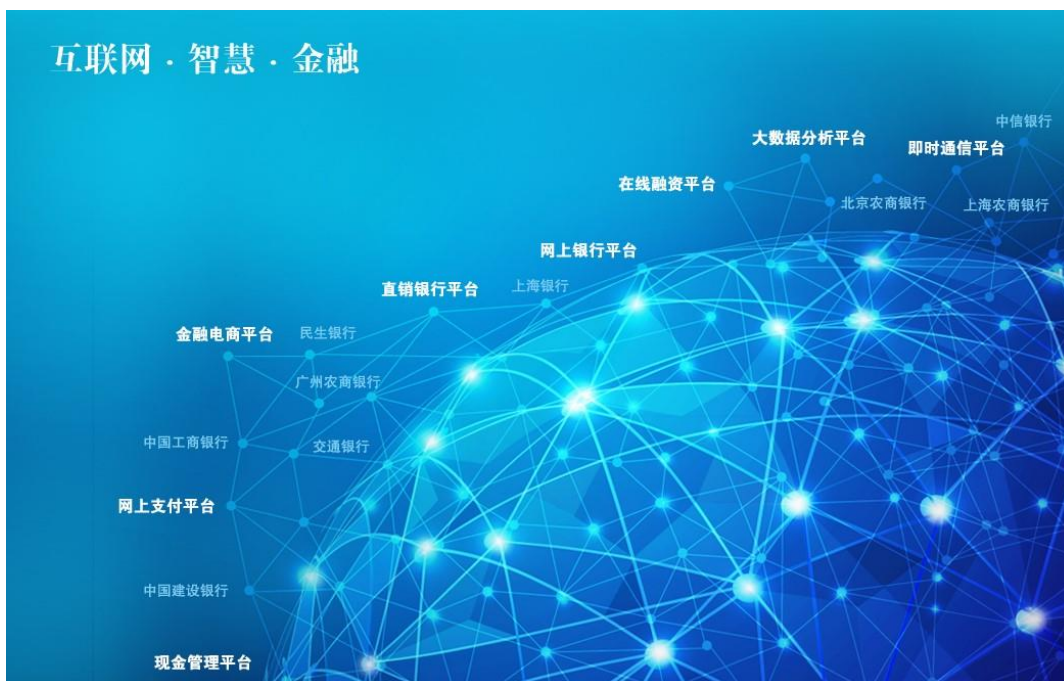 互联网 · 智慧 · 金融
中信银行
大数据分析平台
即时通信平台
在线融资平台
北京农商银行
上海农商银行
网上银行平台
直销银行平台
上海银行
金融电商平台
民生银行
广州农商银行
中国工商银行
交通银行
网上支付平台
中国建设银行
现金管理平台